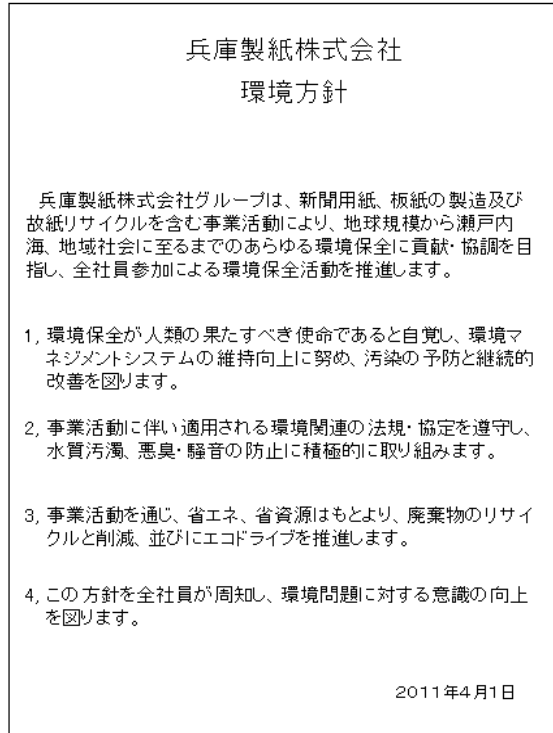 兵庫製紙株式会社
環境方針
兵庫製紙株式会社グループは、新聞用紙、板紙の製造及び
故紙リサイクルを含む事業活動により、地球規模から瀬戸内
海、地域社会に至るまでのあらゆる環境保全に貢献・協調を目
指し、全社員参加による環境保全活動を推進します。
1, 環境保全が人類の果たすべき使命であると自覚し、環境マ
ネジメントシステムの維持向上に努め、汚染の予防と継続的
改善を図ります。
2, 事業活動に伴い適用される環境関連の法規・協定を遵守し、
水質汚濁、悪臭・騒音の防止に積極的に取り組みます。
3, 事業活動を通じ、省エネ、省資源はもとより、廃棄物のリサイ
クルと削減、並びにエコドライブを推進します。
4, この方針を全社員が周知し、環境問題に対する意識の向上
を図ります。
2011年4月1日